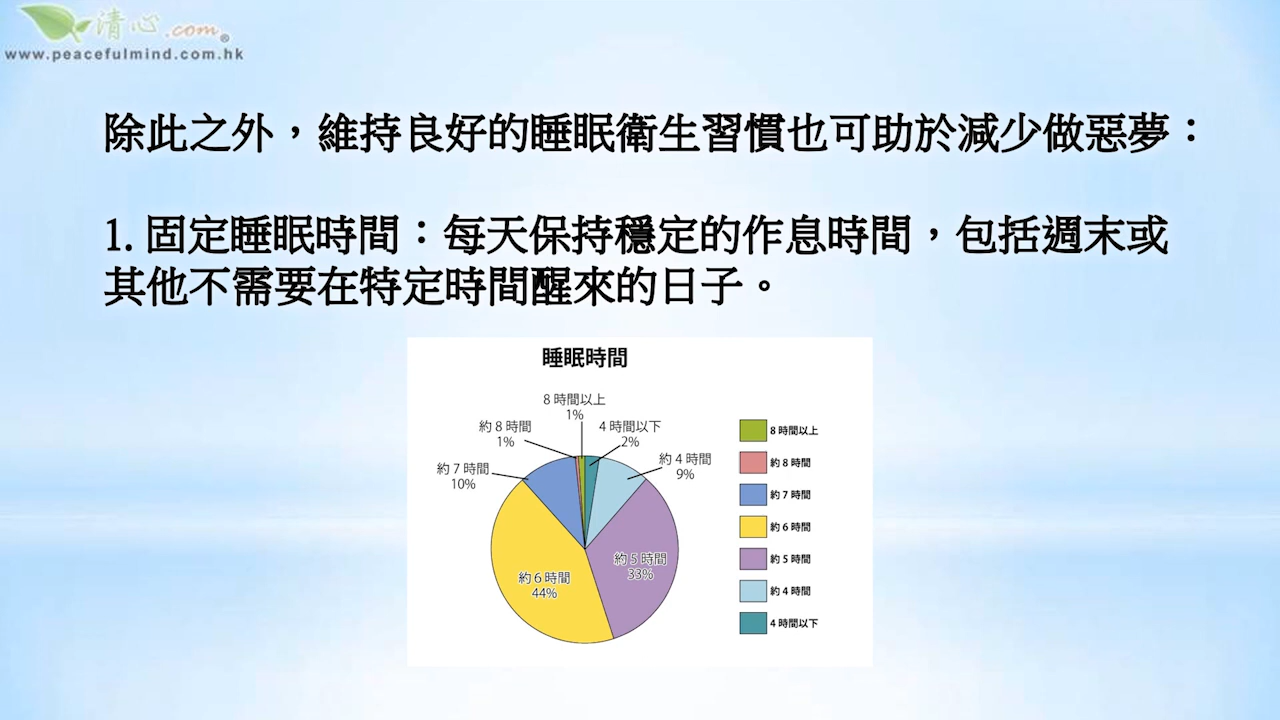 清心.com®
www.peacefulmind.com.hk
除此之外，維持良好的睡眠衛生習慣也可助於減少做惡夢：
1. 固定睡眠時間：每天保持穩定的作息時間，包括週末或
其他不需要在特定時間醒來的日子。
睡眠時間
8 時間以上
1%
約 8 時間
1%
4 時間以下
2%
約 7 時間
10%
約 4 時間
9%
約 5 時間
33%
約 6 時間
44%
8 時間以上
約 8 時間
約 7 時間
約 6 時間
約 5 時間
約 4 時間
4 時間以下